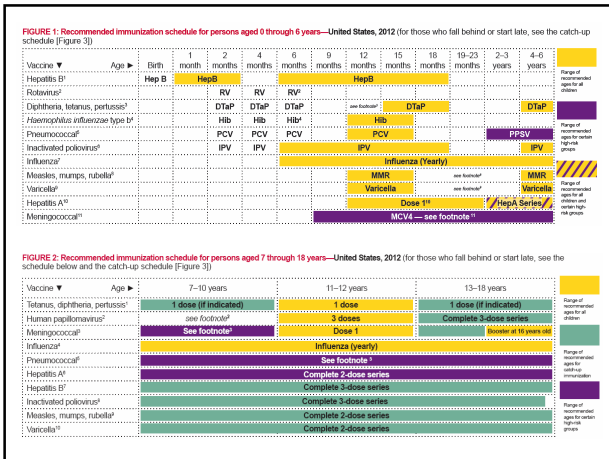 FIGURE 1: Recommended immunization schedule for persons aged 0 through 6 years—United States, 2012 (for those who fall behind or start late, see the catch-up
schedule [Figure 3])
Vaccine ▼ Age ► Birth 1 month 2 months 4 months 6 months 9 months 12 months 15 months 18 months 19–23 months 2–3 years 4–6 years
Hepatitis B¹ Hep B HepB HepB
Rotavirus² RV RV RV²
Diphtheria, tetanus, pertussis³ DTaP DTaP DTaP see footnote³ DTaP DTaP
Haemophilus influenzae type b⁴ Hib Hib Hib⁴ Hib
Pneumococcal⁵ PCV PCV PCV PCV PPSV
Inactivated poliovirus⁶ IPV IPV IPV IPV
Influenza⁷ Influenza (Yearly)
Measles, mumps, rubella⁸ MMR see footnote⁸ MMR
Varicella⁹ Varicella see footnote⁹ Varicella
Hepatitis A¹⁰ Dose 1¹⁰ HepA Series
Meningococcal¹¹ MCV4 — see footnote ¹¹
Range of
recommended
ages for all
children
Range of
recommended
ages for certain
high-risk
groups
Range of
recommended
ages for all
children and
certain high-
risk groups
FIGURE 2: Recommended immunization schedule for persons aged 7 through 18 years—United States, 2012 (for those who fall behind or start late, see the
schedule below and the catch-up schedule [Figure 3])
Vaccine ▼ Age ► 7–10 years 11–12 years 13–18 years
Tetanus, diphtheria, pertussis¹ 1 dose (if indicated) 1 dose 1 dose (if indicated)
Human papillomavirus² see footnote² 3 doses Complete 3-dose series
Meningococcal³ See footnote³ Dose 1 Booster at 16 years old
Influenza⁴ Influenza (yearly)
Pneumococcal⁵ See footnote ⁵
Hepatitis A⁶ Complete 2-dose series
Hepatitis B⁷ Complete 3-dose series
Inactivated poliovirus⁸ Complete 3-dose series
Measles, mumps, rubella⁹ Complete 2-dose series
Varicella¹⁰ Complete 2-dose series
Range of
recommended
ages for all
children
Range of
recommended
ages for
catch-up
immunization
Range of
recommended
ages for certain
high-risk
groups